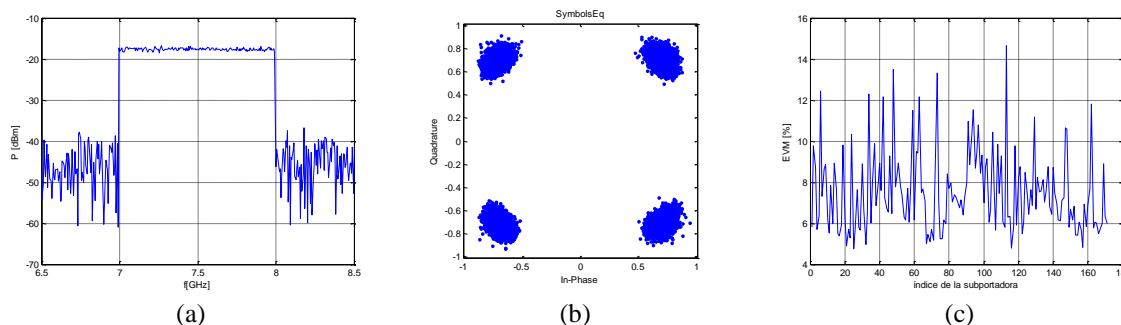 -10
-20
-30
-40
-50
-60
-70
P [dBm]
6.5 7 7.5 8 8.5
f[GHz]
(a)
SymbolsEq
1
0.8
0.6
0.4
0.2
0
-0.2
-0.4
-0.6
-0.8
-1
Quadrature
-1 -0.5 0 0.5 1
In-Phase
(b)
16
14
12
10
8
6
4
EVM [%]
0 20 40 60 80 100 120 140 160 18
índice de la subportadora
(c)